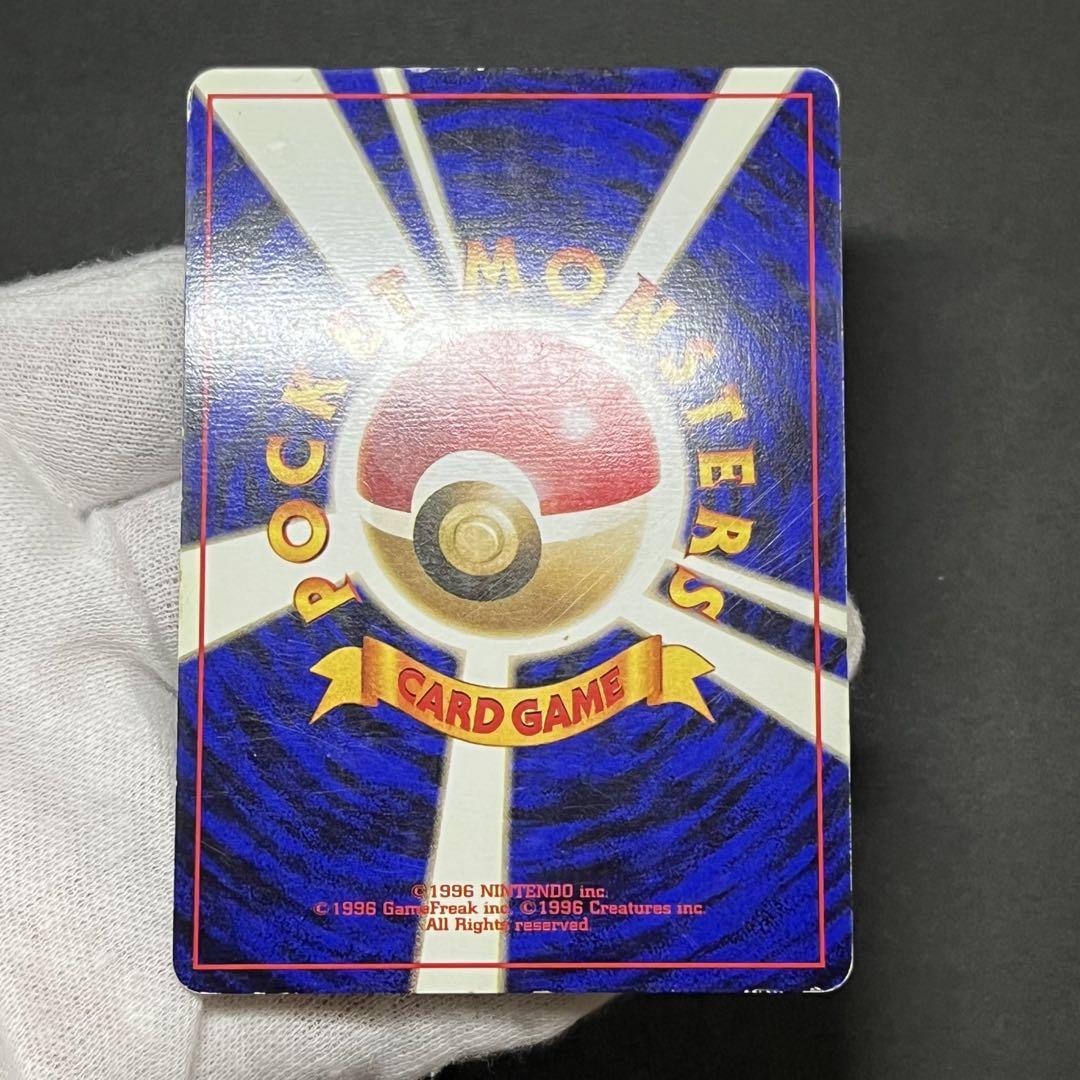 POCKET MONSTERS
CARD GAME
©1996 NINTENDO inc.
©1996 GameFreak inc. ©1996 Creatures inc.
All Rights reserved.